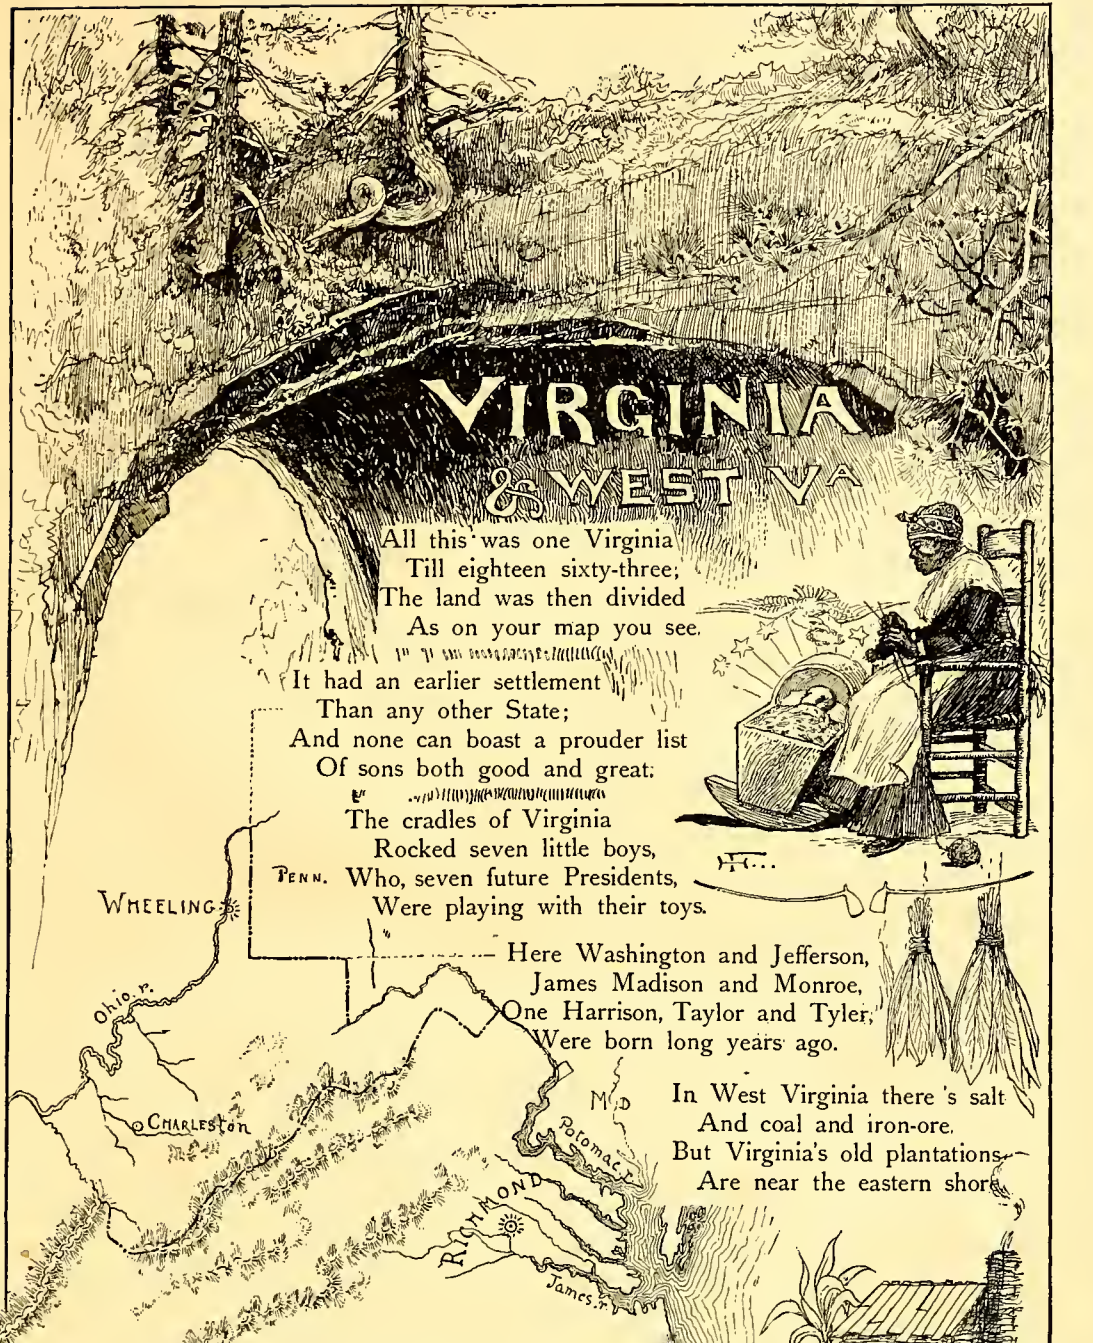 VIRGINIA
& WEST VA
All this was one Virginia
Till eighteen sixty-three;
The land was then divided
As on your map you see.
It had an earlier settlement
Than any other State;
And none can boast a prouder list
Of sons both good and great:
The cradles of Virginia
Rocked seven little boys,
Who, seven future Presidents,
Were playing with their toys.
Here Washington and Jefferson,
James Madison and Monroe,
One Harrison, Taylor and Tyler,
Were born long years ago.
In West Virginia there 's salt
And coal and iron-ore,
But Virginia's old plantations
Are near the eastern shore.
PENN.
WHEELING
Ohio. r.
CHARLESton
MD
Potomac. r.
RICHMOND
James. r.